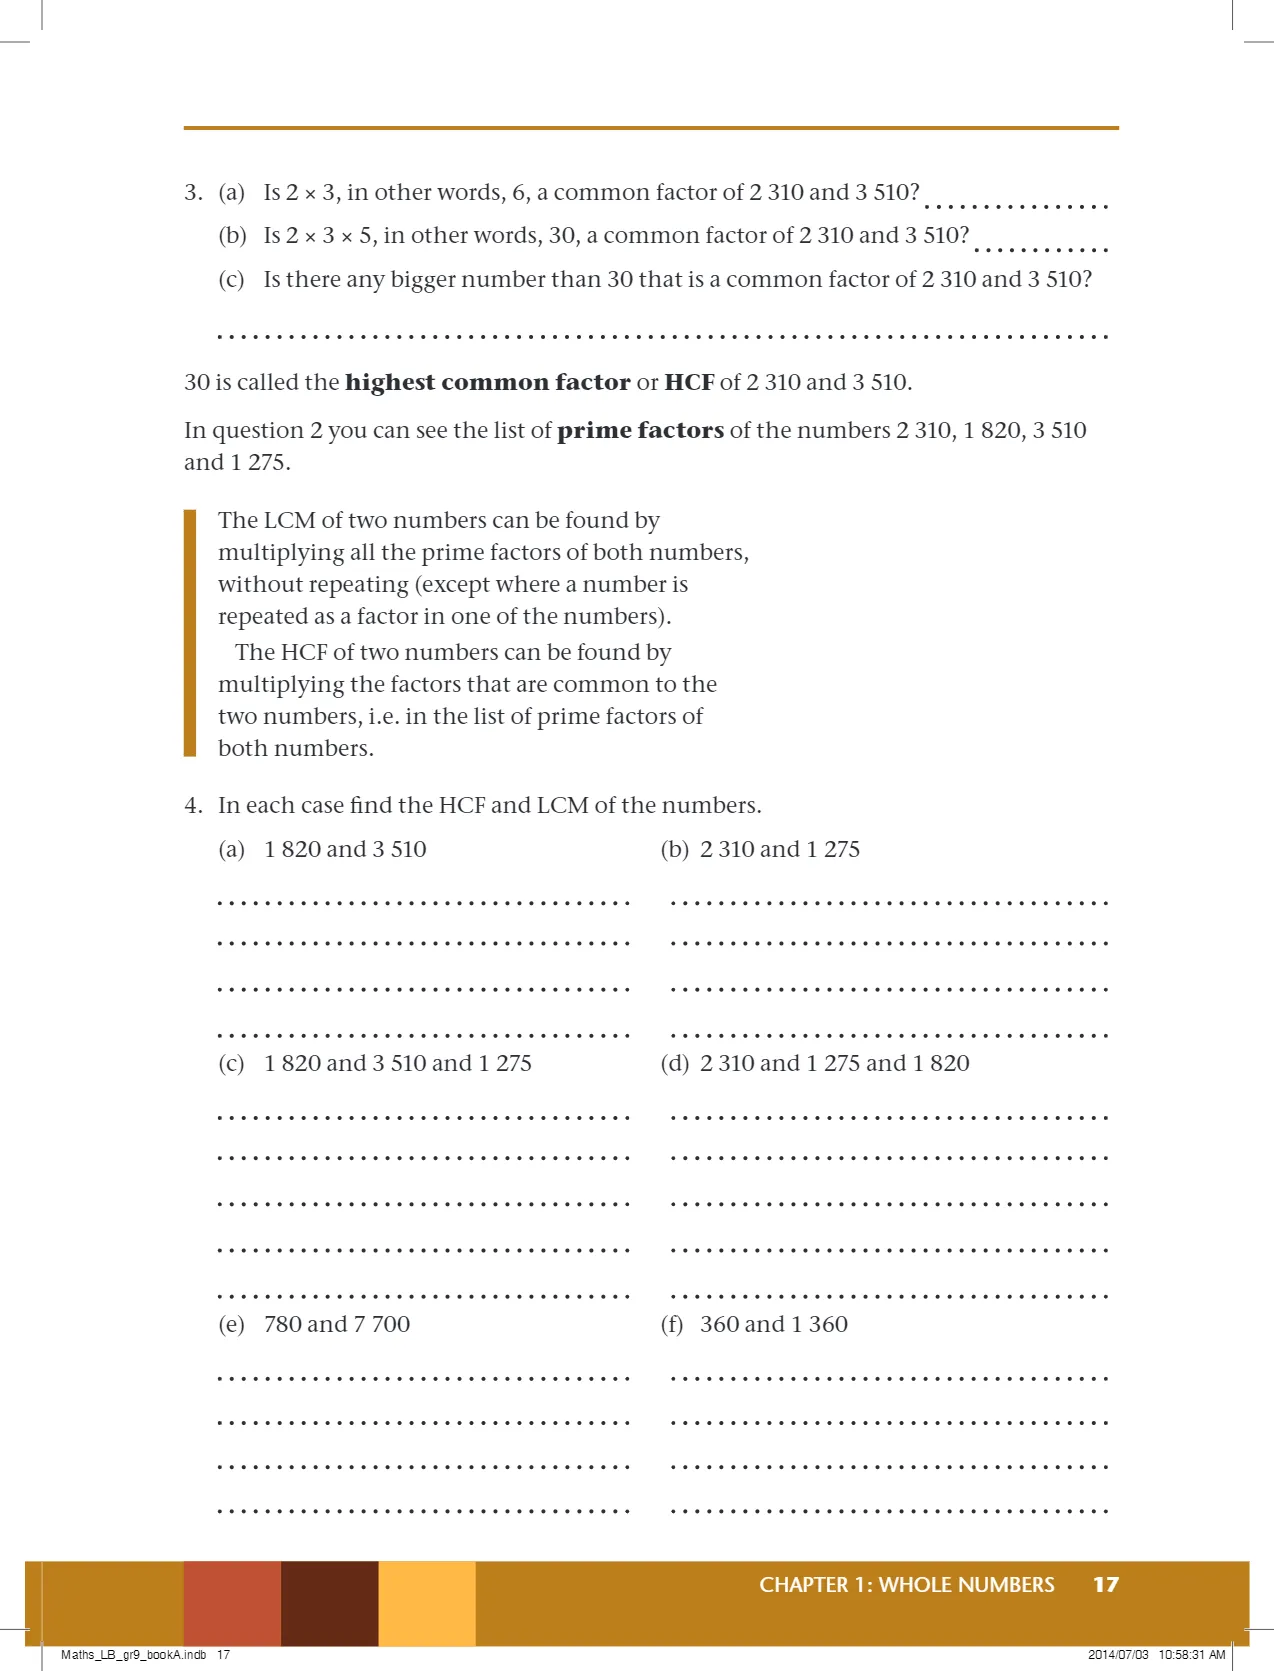 3. (a) Is 2 × 3, in other words, 6, a common factor of 2 310 and 3 510?
(b) Is 2 × 3 × 5, in other words, 30, a common factor of 2 310 and 3 510?
(c) Is there any bigger number than 30 that is a common factor of 2 310 and 3 510?
30 is called the highest common factor or HCF of 2 310 and 3 510.
In question 2 you can see the list of prime factors of the numbers 2 310, 1 820, 3 510
and 1 275.
The LCM of two numbers can be found by
multiplying all the prime factors of both numbers,
without repeating (except where a number is
repeated as a factor in one of the numbers).
The HCF of two numbers can be found by
multiplying the factors that are common to the
two numbers, i.e. in the list of prime factors of
both numbers.
4. In each case find the HCF and LCM of the numbers.
(a) 1 820 and 3 510 (b) 2 310 and 1 275
(c) 1 820 and 3 510 and 1 275 (d) 2 310 and 1 275 and 1 820
(e) 780 and 7 700 (f) 360 and 1 360
CHAPTER 1: WHOLE NUMBERS 17
Maths_LB_gr9_bookA.indb 17 2014/07/03 10:58:31 AM